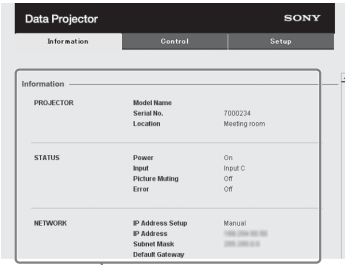 Data Projector SONY
Information Control Setup
Information
PROJECTOR Model Name
Serial No. 7000234
Location Meeting room
STATUS Power On
Input Input C
Picture Muting Off
Error Off
NETWORK IP Address Setup Manual
IP Address
Subnet Mask
Default Gateway